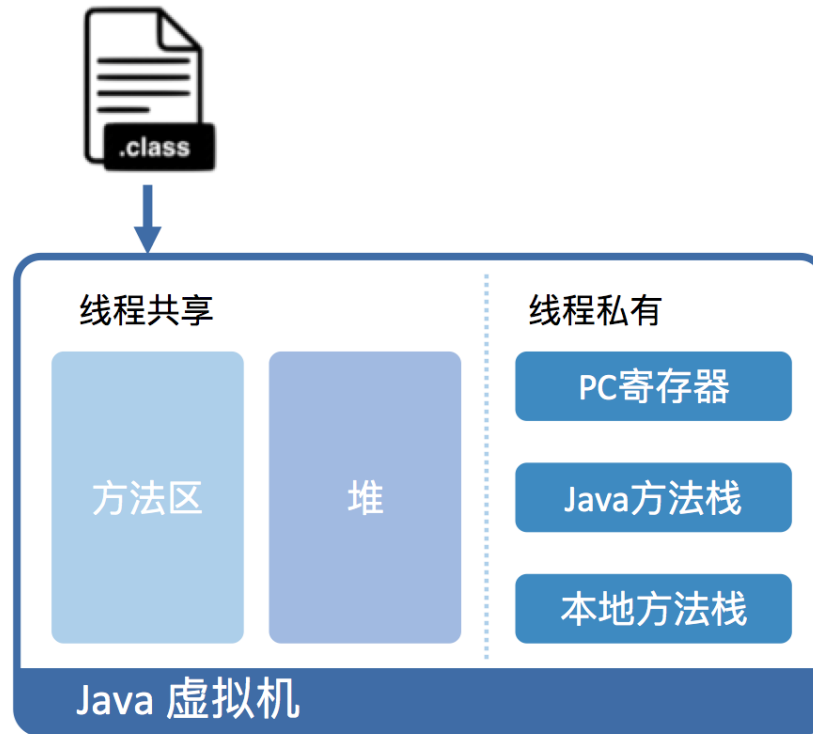 .class
线程共享
线程私有
方法区
堆
PC寄存器
Java方法栈
本地方法栈
Java 虚拟机